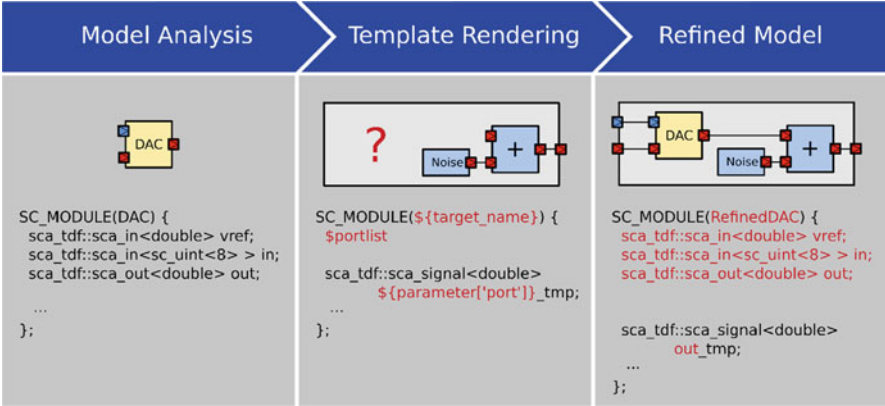 Model Analysis
Template Rendering
Refined Model
DAC
SC_MODULE(DAC) {
sca_tdf::sca_in<double> vref;
sca_tdf::sca_in<sc_uint<8> > in;
sca_tdf::sca_out<double> out;
...
};
?
Noise
+
SC_MODULE(${target_name}) {
$portlist
sca_tdf::sca_signal<double>
${parameter['port']}_tmp;
...
};
DAC
Noise
+
SC_MODULE(RefinedDAC) {
sca_tdf::sca_in<double> vref;
sca_tdf::sca_in<sc_uint<8> > in;
sca_tdf::sca_out<double> out;
sca_tdf::sca_signal<double>
out_tmp;
...
};